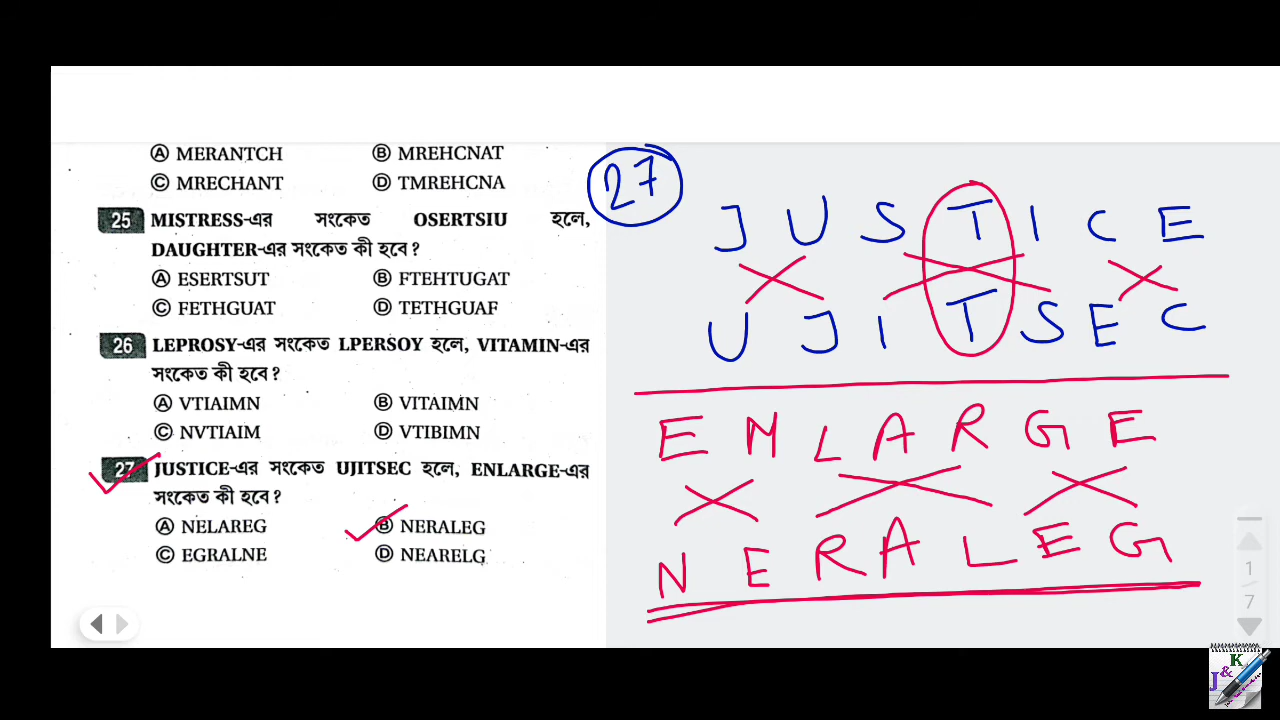 Ⓐ MERANTCH Ⓑ MREHCNAT
Ⓒ MRECHANT Ⓓ TMREHCNA
25 MISTRESS-এর সংকেত OSERTSIU হলে,
DAUGHTER-এর সংকেত কী হবে?
Ⓐ ESERTSUT Ⓑ FTEHTUGAT
Ⓒ FETHGUAT Ⓓ TETHGUAF
26 LEPROSY-এর সংকেত LPERSOY হলে, VITAMIN-এর
সংকেত কী হবে?
Ⓐ VTIAIMN Ⓑ VITAIMN
Ⓒ NVTIAIM Ⓓ VTIBIMN
27 JUSTICE-এর সংকেত UJITSEC হলে, ENLARGE-এর
সংকেত কী হবে?
Ⓐ NELAREG Ⓑ NERALEG
Ⓒ EGRALNE Ⓓ NEARELG
27
J U S T I C E
U J I T S E C
E N L A R G E
N E R A L E G
1
7
J & K